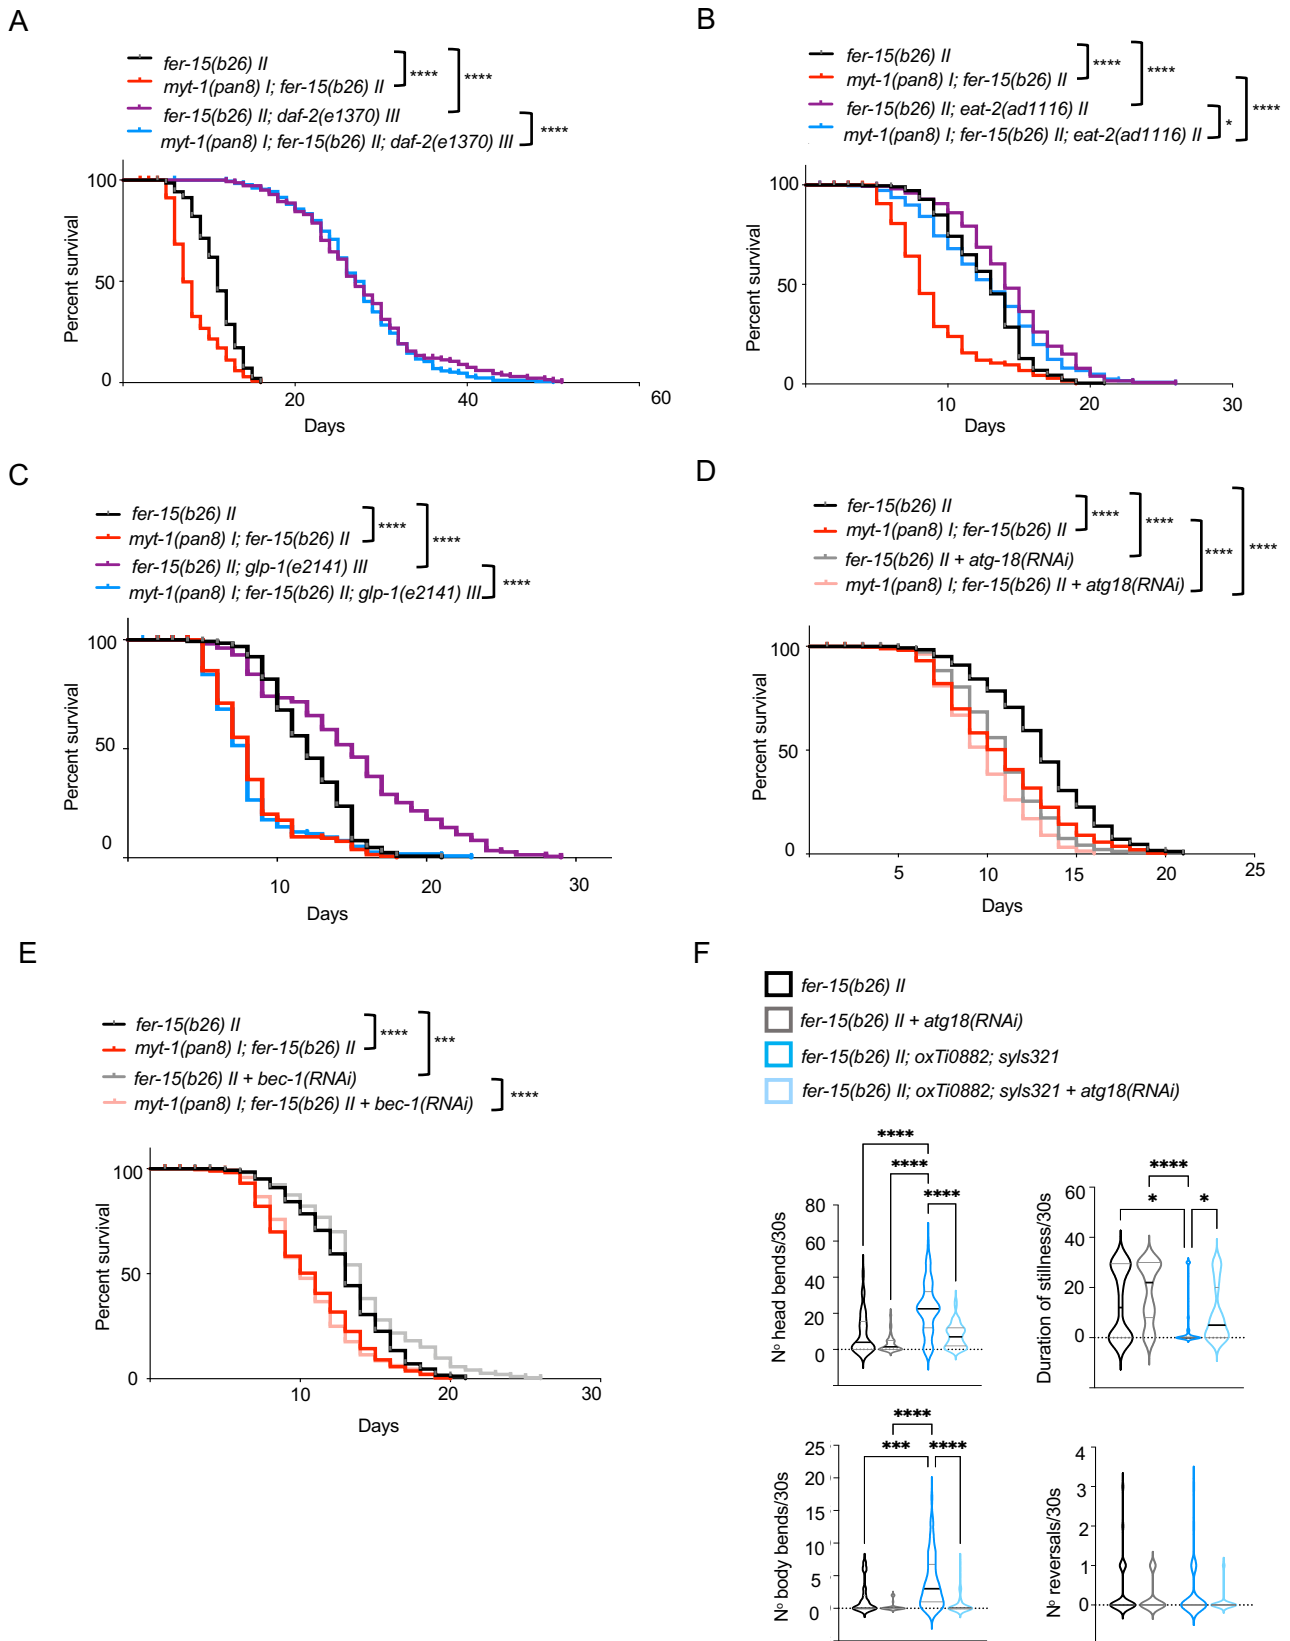 A
fer-15(b26) II
myt-1(pan8) I; fer-15(b26) II
fer-15(b26) II; daf-2(e1370) III
myt-1(pan8) I; fer-15(b26) II; daf-2(e1370) III
**** **** ****
Percent survival
100
50
0
20 40 60
Days
B
fer-15(b26) II
myt-1(pan8) I; fer-15(b26) II
fer-15(b26) II; eat-2(ad1116) II
myt-1(pan8) I; fer-15(b26) II; eat-2(ad1116) II
**** **** * ****
Percent survival
100
50
0
10 20 30
Days
C
fer-15(b26) II
myt-1(pan8) I; fer-15(b26) II
fer-15(b26) II; glp-1(e2141) III
myt-1(pan8) I; fer-15(b26) II; glp-1(e2141) III
**** **** ****
Percent survival
100
50
0
10 20 30
Days
D
fer-15(b26) II
myt-1(pan8) I; fer-15(b26) II
fer-15(b26) II + atg-18(RNAi)
myt-1(pan8) I; fer-15(b26) II + atg18(RNAi)
**** **** **** ****
Percent survival
100
50
0
5 10 15 20 25
Days
E
fer-15(b26) II
myt-1(pan8) I; fer-15(b26) II
fer-15(b26) II + bec-1(RNAi)
myt-1(pan8) I; fer-15(b26) II + bec-1(RNAi)
**** *** ****
Percent survival
100
50
0
10 20 30
Days
F
fer-15(b26) II
fer-15(b26) II + atg18(RNAi)
fer-15(b26) II; oxTi0882; syls321
fer-15(b26) II; oxTi0882; syls321 + atg18(RNAi)
****
****
****
Nº head bends/30s
80
60
40
20
0
****
* *
Duration of stillness/30s
60
40
20
0
****
*** ****
Nº body bends/30s
25
20
15
10
5
0
Nº reversals/30s
4
3
2
1
0